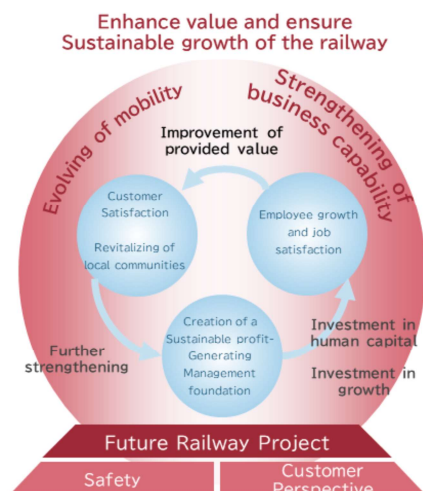 Enhance value and ensure
Sustainable growth of the railway
Evolving of mobility
Strengthening of
business capability
Improvement of
provided value
Customer
Satisfaction
Revitalizing of
local communities
Employee growth
and job
satisfaction
Creation of a
Sustainable profit-
Generating
Management
foundation
Further
strengthening
Investment in
human capital
Investment in
growth
Future Railway Project
Safety
Customer
Perspective